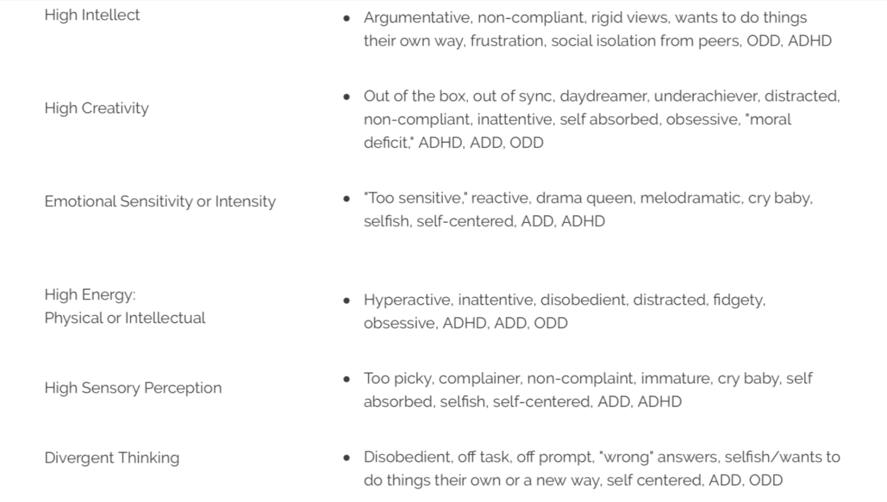 High Intellect
• Argumentative, non-compliant, rigid views, wants to do things
their own way, frustration, social isolation from peers, ODD, ADHD
High Creativity
• Out of the box, out of sync, daydreamer, underachiever, distracted,
non-compliant, inattentive, self absorbed, obsessive, "moral
deficit," ADHD, ADD, ODD
Emotional Sensitivity or Intensity
• "Too sensitive," reactive, drama queen, melodramatic, cry baby,
selfish, self-centered, ADD, ADHD
High Energy:
Physical or Intellectual
• Hyperactive, inattentive, disobedient, distracted, fidgety,
obsessive, ADHD, ADD, ODD
High Sensory Perception
• Too picky, complainer, non-complaint, immature, cry baby, self
absorbed, selfish, self-centered, ADD, ADHD
Divergent Thinking
• Disobedient, off task, off prompt, "wrong" answers, selfish/wants to
do things their own or a new way, self centered, ADD, ODD